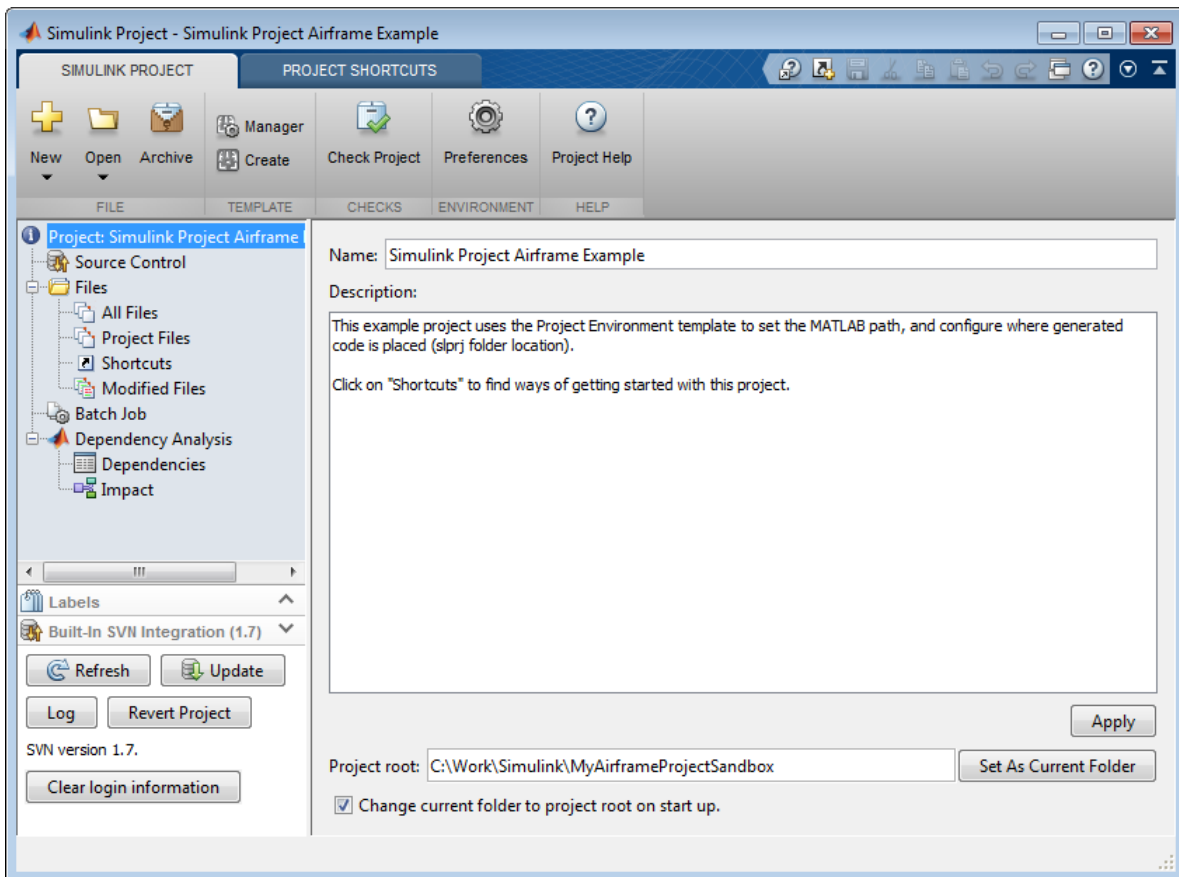 Simulink Project - Simulink Project Airframe Example
SIMULINK PROJECT
PROJECT SHORTCUTS
New
Open
Archive
Manager
Create
Check Project
Preferences
Project Help
FILE
TEMPLATE
CHECKS
ENVIRONMENT
HELP
Project: Simulink Project Airframe
Source Control
Files
All Files
Project Files
Shortcuts
Modified Files
Batch Job
Dependency Analysis
Dependencies
Impact
Labels
Built-In SVN Integration (1.7)
Refresh
Update
Log
Revert Project
SVN version 1.7.
Clear login information
Name: Simulink Project Airframe Example
Description:
This example project uses the Project Environment template to set the MATLAB path, and configure where generated
code is placed (slprj folder location).
Click on "Shortcuts" to find ways of getting started with this project.
Apply
Project root: C:\Work\Simulink\MyAirframeProjectSandbox
Set As Current Folder
Change current folder to project root on start up.